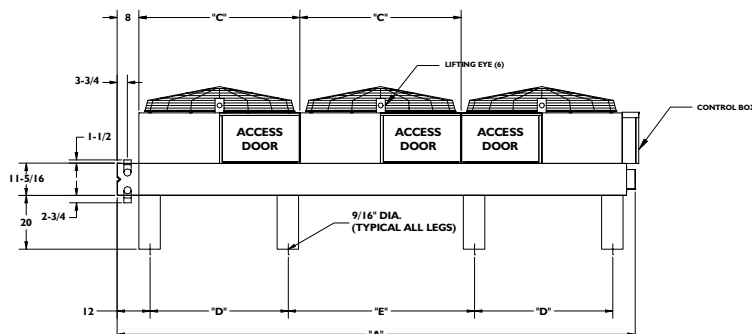 8
"C"
"C"
3-3/4
LIFTING EYE (6)
CONTROL BOX
1-1/2
ACCESS
DOOR
ACCESS
DOOR
ACCESS
DOOR
11-5/16
2-3/4
20
9/16" DIA.
(TYPICAL ALL LEGS)
12
"D"
"E"
"D"
"A"